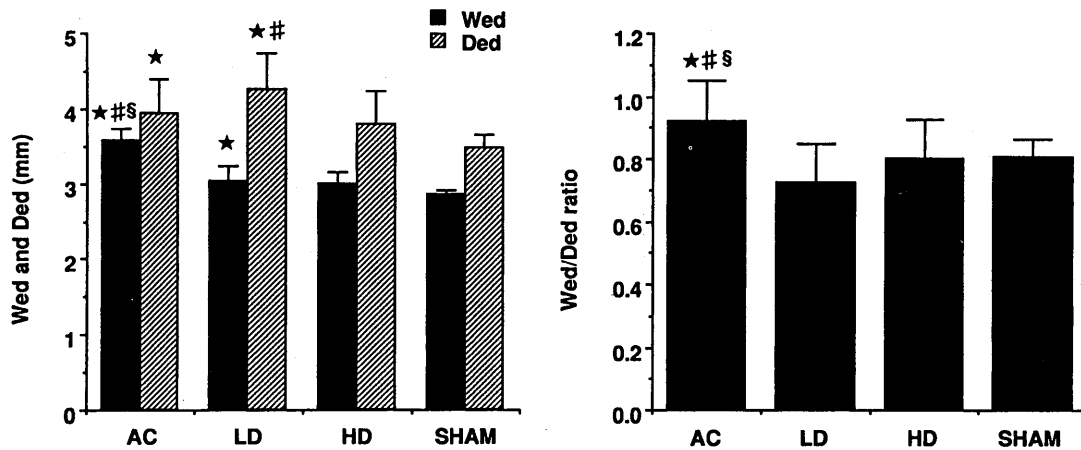 Wed
Ded
Wed and Ded (mm)
5
4
3
2
1
0
★#§
★
★
★#
AC
LD
HD
SHAM
Wed/Ded ratio
1.2
1.0
0.8
0.6
0.4
0.2
0.0
★#§
AC
LD
HD
SHAM